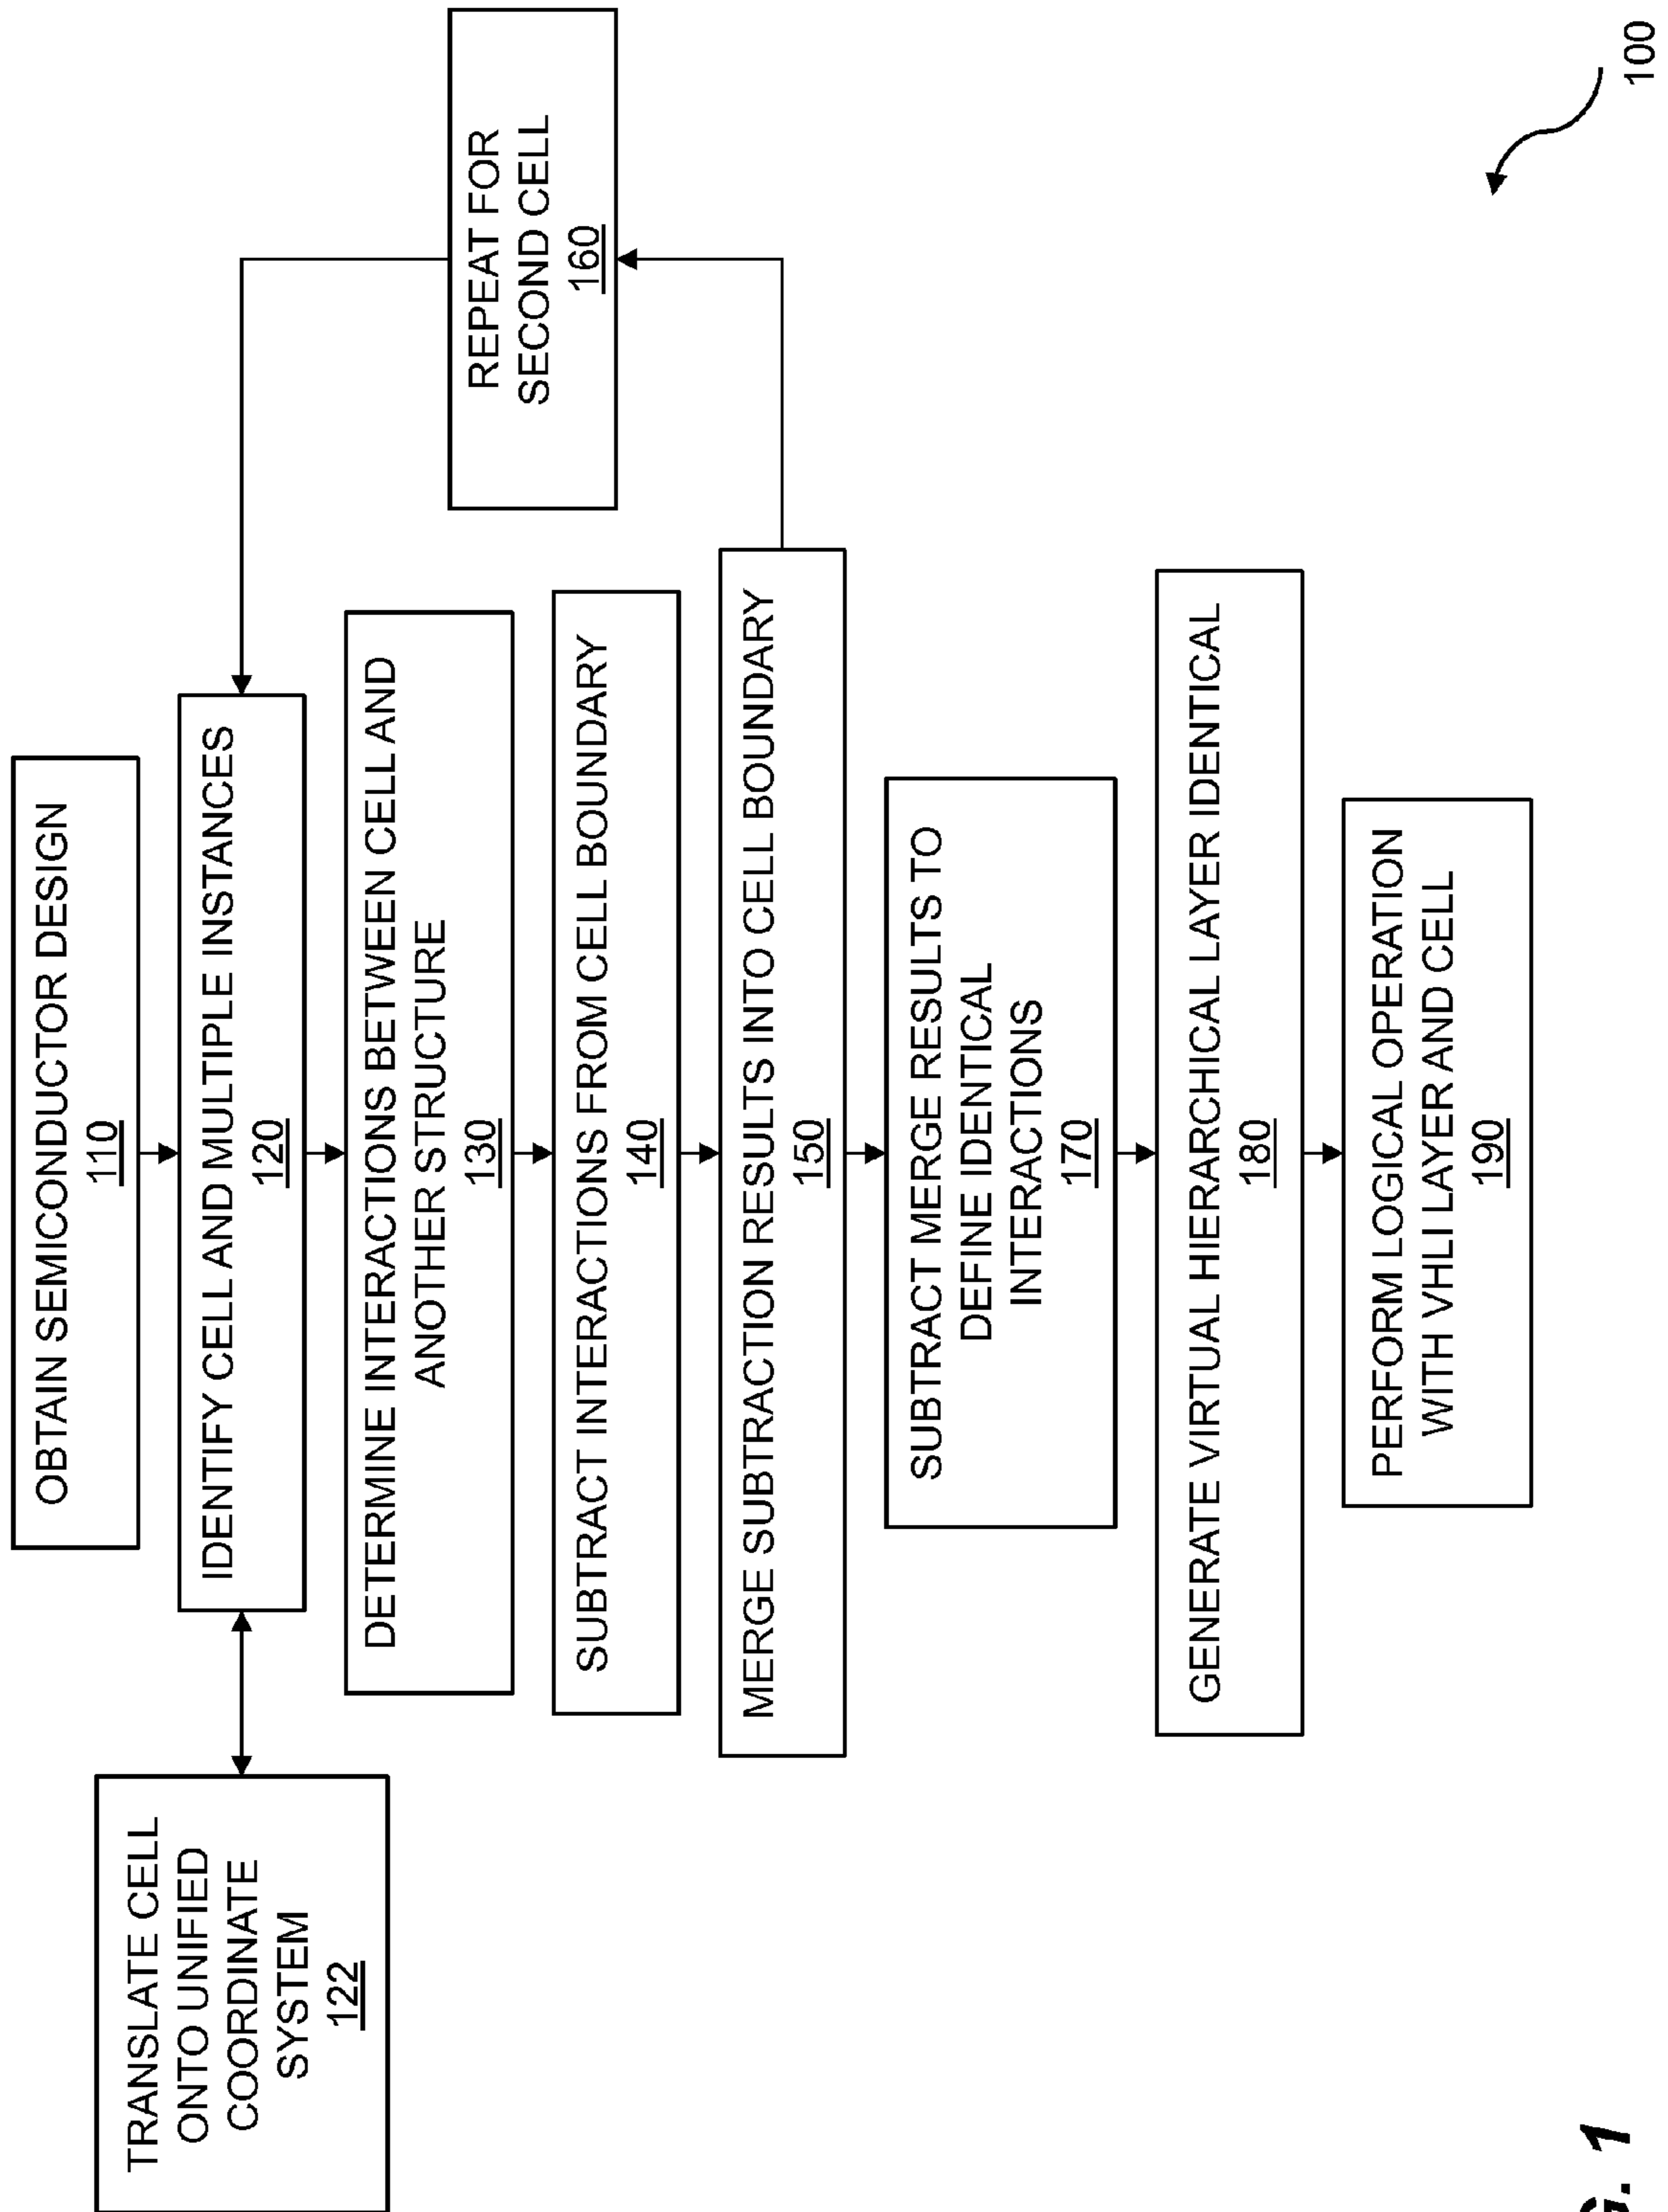 OBTAIN SEMICONDUCTOR DESIGN
110
IDENTIFY CELL AND MULTIPLE INSTANCES
120
TRANSLATE CELL
ONTO UNIFIED
COORDINATE
SYSTEM
122
DETERMINE INTERACTIONS BETWEEN CELL AND
ANOTHER STRUCTURE
130
SUBTRACT INTERACTIONS FROM CELL BOUNDARY
140
MERGE SUBTRACTION RESULTS INTO CELL BOUNDARY
150
REPEAT FOR
SECOND CELL
160
SUBTRACT MERGE RESULTS TO
DEFINE IDENTICAL
INTERACTIONS
170
GENERATE VIRTUAL HIERARCHICAL LAYER IDENTICAL
180
PERFORM LOGICAL OPERATION
WITH VHLI LAYER AND CELL
190
100
1